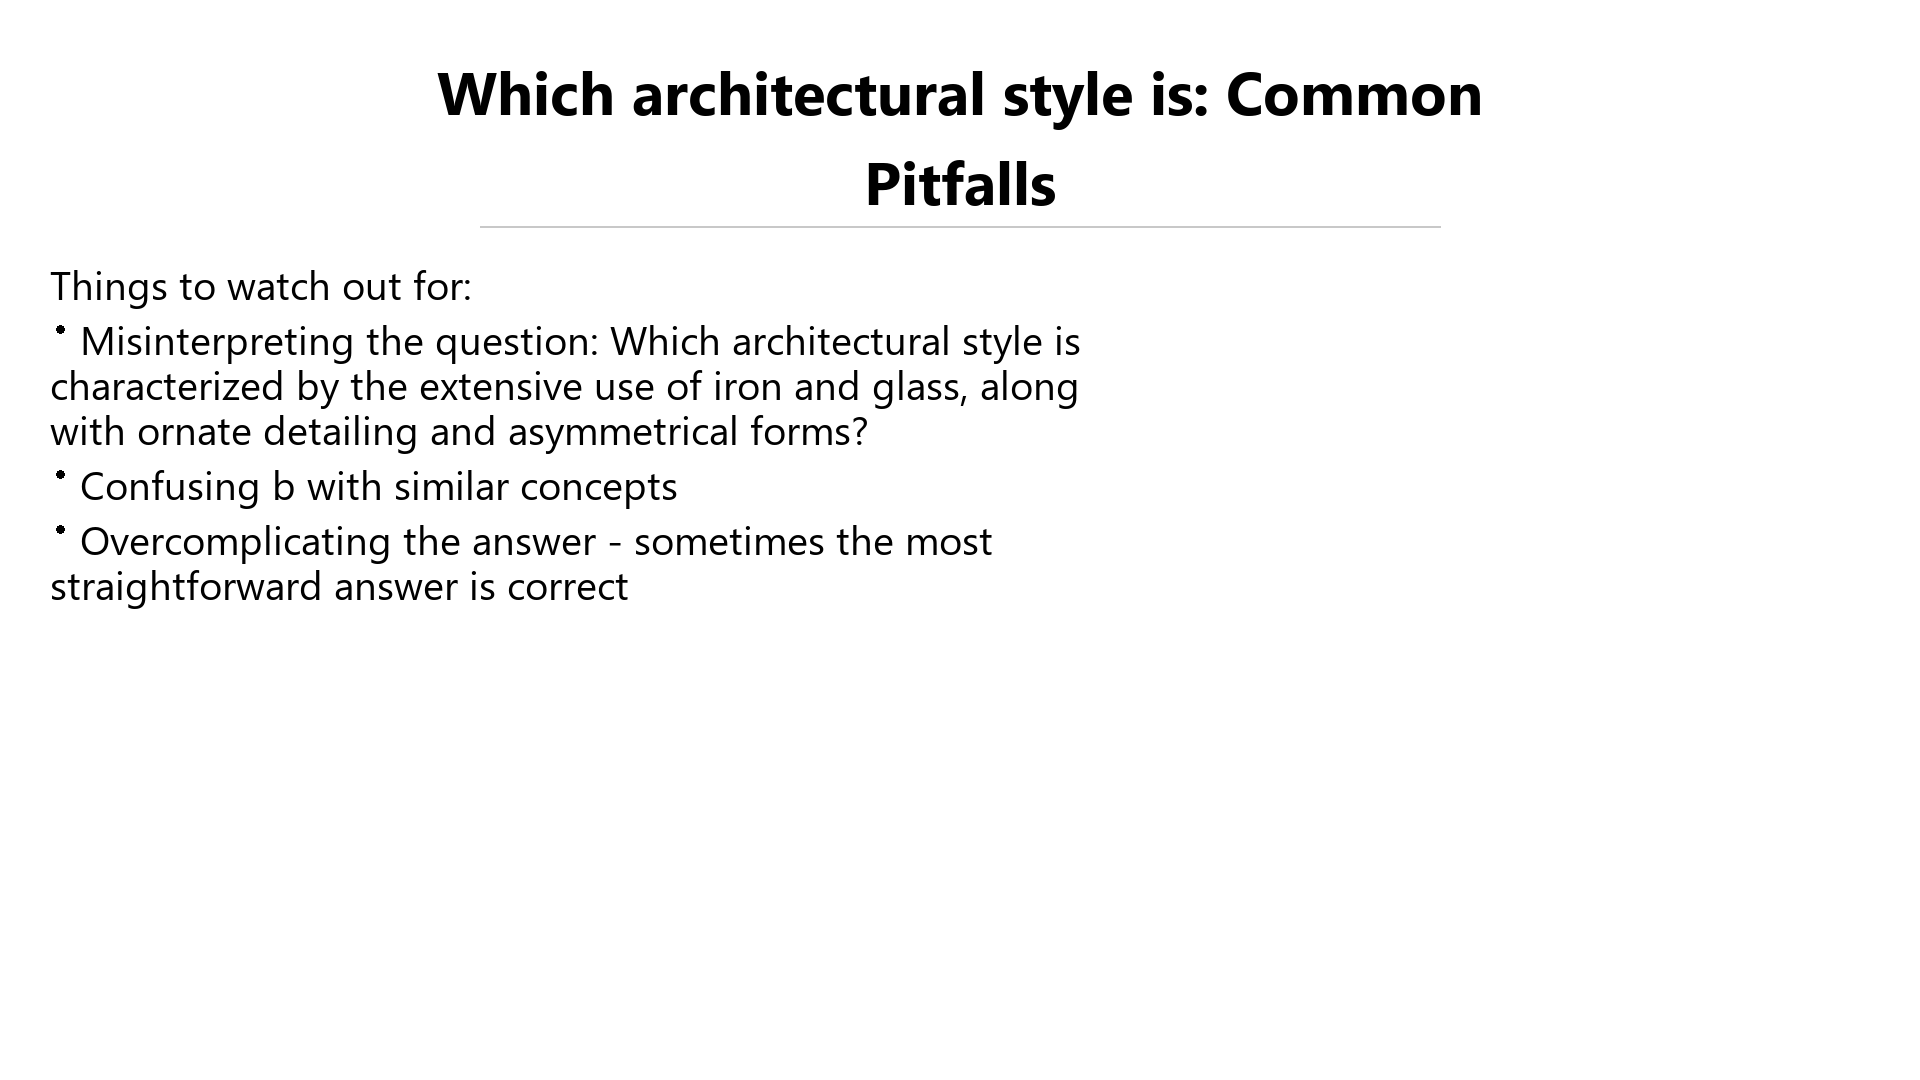 Which architectural style is: Common
Pitfalls
Things to watch out for:
• Misinterpreting the question: Which architectural style is
characterized by the extensive use of iron and glass, along
with ornate detailing and asymmetrical forms?
• Confusing b with similar concepts
• Overcomplicating the answer - sometimes the most
straightforward answer is correct